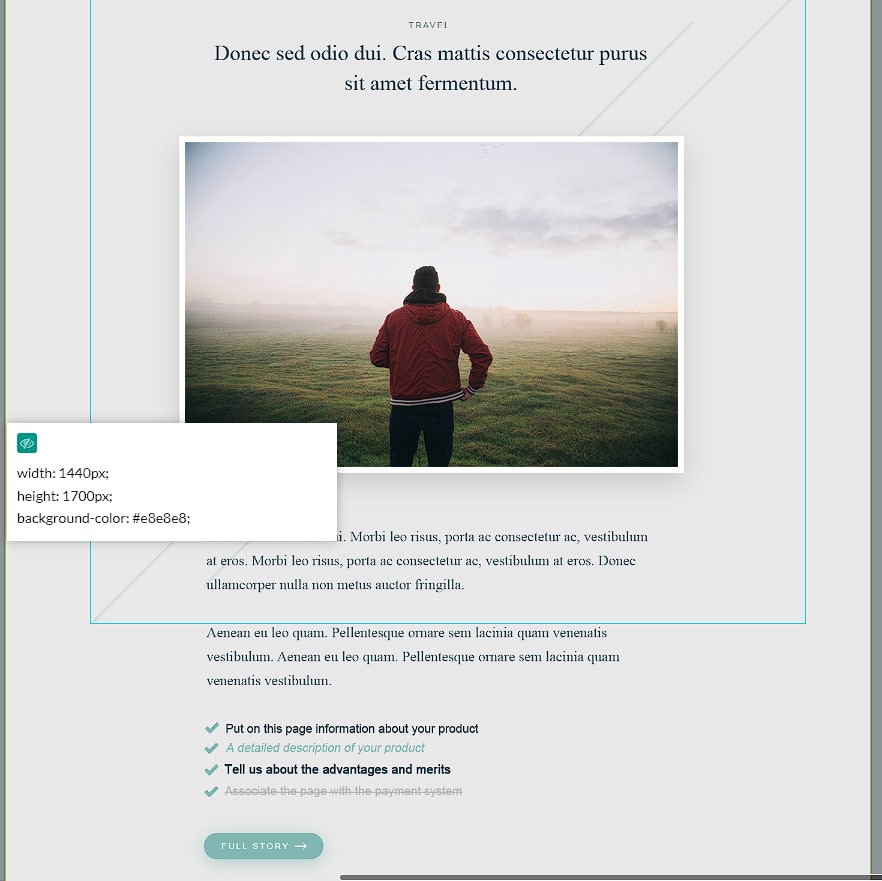 TRAVEL
Donec sed odio dui. Cras mattis consectetur purus
sit amet fermentum.
width: 1440px;
height: 1700px;
background-color: #e8e8e8;
Morbi leo risus, porta ac consectetur ac, vestibulum
at eros. Morbi leo risus, porta ac consectetur ac, vestibulum at eros. Donec
ullamcorper nulla non metus auctor fringilla.
Aenean eu leo quam. Pellentesque ornare sem lacinia quam venenatis
vestibulum. Aenean eu leo quam. Pellentesque ornare sem lacinia quam
venenatis vestibulum.
Put on this page information about your product
A detailed description of your product
Tell us about the advantages and merits
Associate the page with the payment system
FULL STORY →